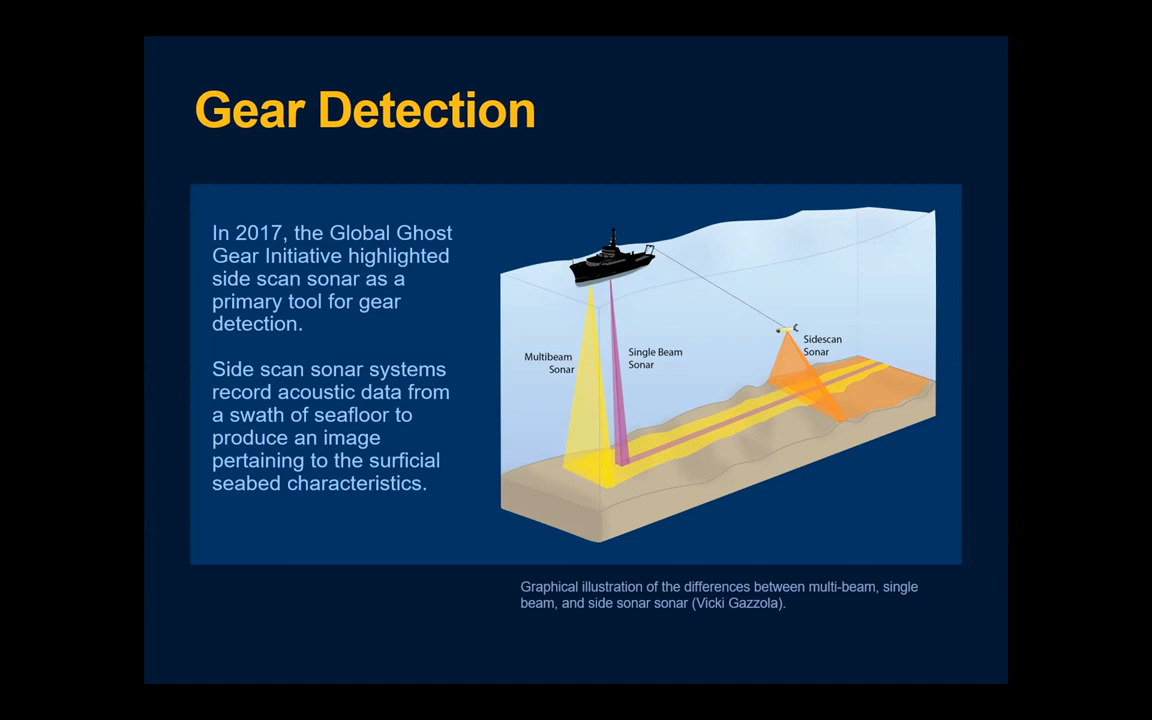 Gear Detection
In 2017, the Global Ghost
Gear Initiative highlighted
side scan sonar as a
primary tool for gear
detection.
Side scan sonar systems
record acoustic data from
a swath of seafloor to
produce an image
pertaining to the surficial
seabed characteristics.
Multibeam
Sonar
Single Beam
Sonar
Sidescan
Sonar
Graphical illustration of the differences between multi-beam, single
beam, and side sonar sonar (Vicki Gazzola).